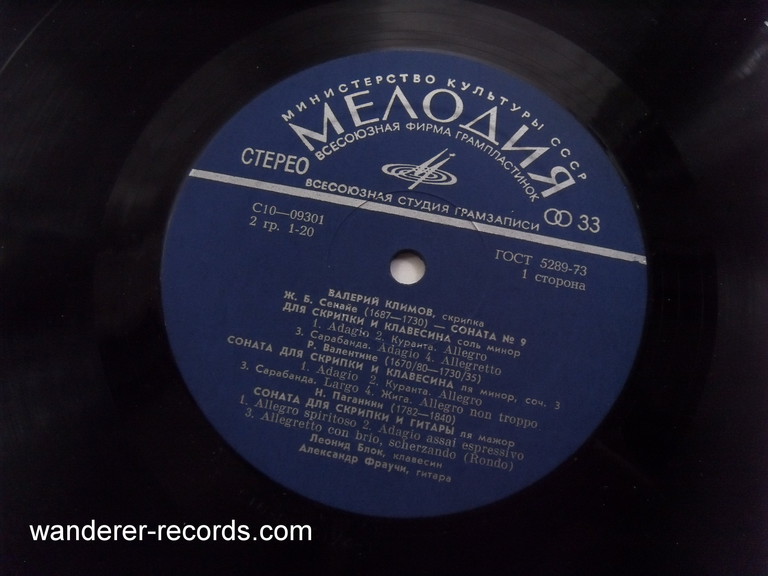 МИНИСТЕРСТВО КУЛЬТУРЫ СССР
МЕЛОДИЯ
ВСЕСОЮЗНАЯ ФИРМА ГРАМПЛАСТИНОК
СТЕРЕО
ВСЕСОЮЗНАЯ СТУДИЯ ГРАМЗАПИСИ
33
С10—09301
2 гр. 1-20
ГОСТ 5289-73
1 сторона
ВАЛЕРИЙ КЛИМОВ, скрипка
Ж. Б. Сенайе (1687—1730) — СОНАТА № 9
ДЛЯ СКРИПКИ И КЛАВЕСИНА соль минор
1. Adagio 2. Куранта. Allegro
3. Сарабанда. Adagio 4. Allegretto
Р. Валентине (1670/80—1730/35)
СОНАТА ДЛЯ СКРИПКИ И КЛАВЕСИНА ля минор, соч. 3
1. Adagio 2. Куранта. Allegro
3. Сарабанда. Largo 4. Жига. Allegro non troppo
Н. Паганини (1782—1840)
СОНАТА ДЛЯ СКРИПКИ И ГИТАРЫ ля мажор
1. Allegro spiritoso 2. Adagio assai espressivo
3. Allegretto con brio, scherzando (Rondo)
Леонид Блок, клавесин
Александр Фраучи, гитара
wanderer-records.com